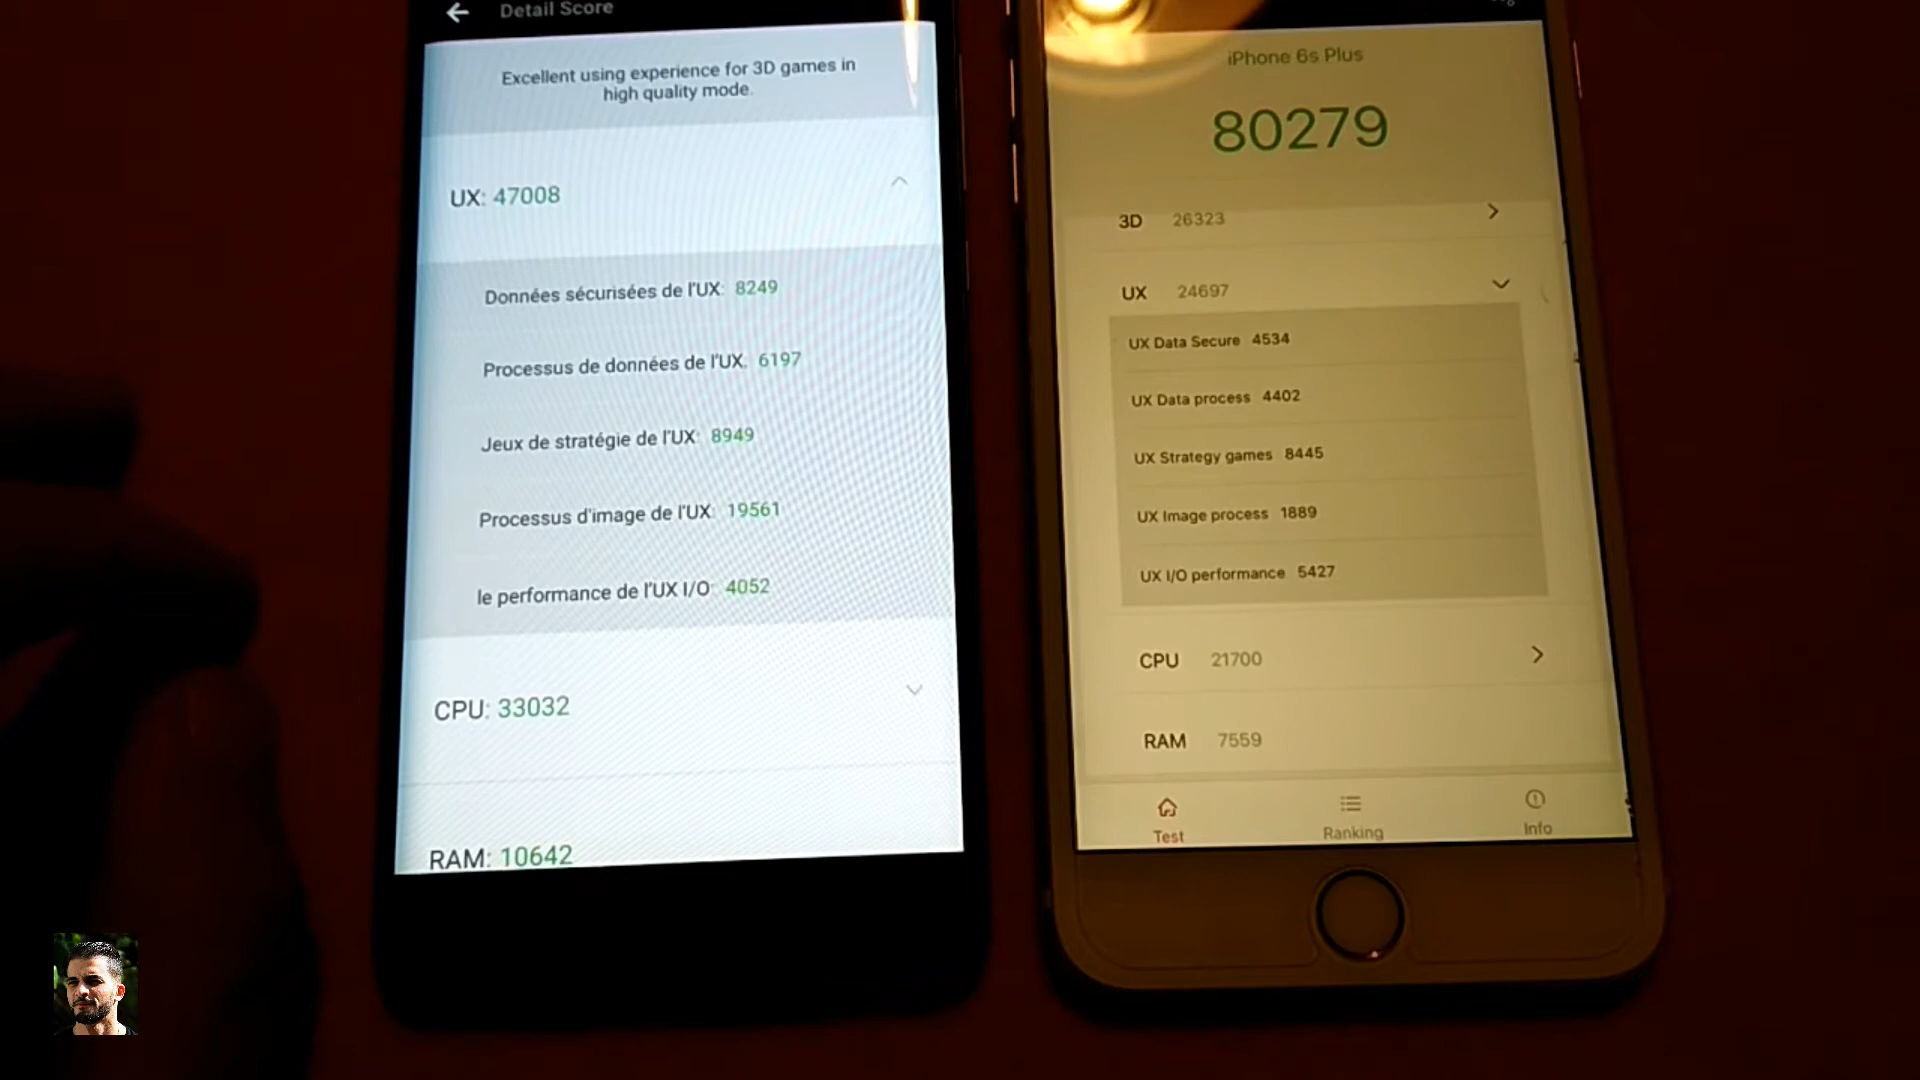 Detail Score
Excellent using experience for 3D games in
high quality mode.
UX: 47008
Données sécurisées de l'UX: 8249
Processus de données de l'UX: 6197
Jeux de stratégie de l'UX: 8949
Processus d'image de l'UX: 19561
le performance de l'UX I/O: 4052
CPU: 33032
RAM: 10642
iPhone 6s Plus
80279
3D 26323
UX 24697
UX Data Secure 4534
UX Data process 4402
UX Strategy games 8445
UX Image process 1889
UX I/O performance 5427
CPU 21700
RAM 7559
Test Ranking Info